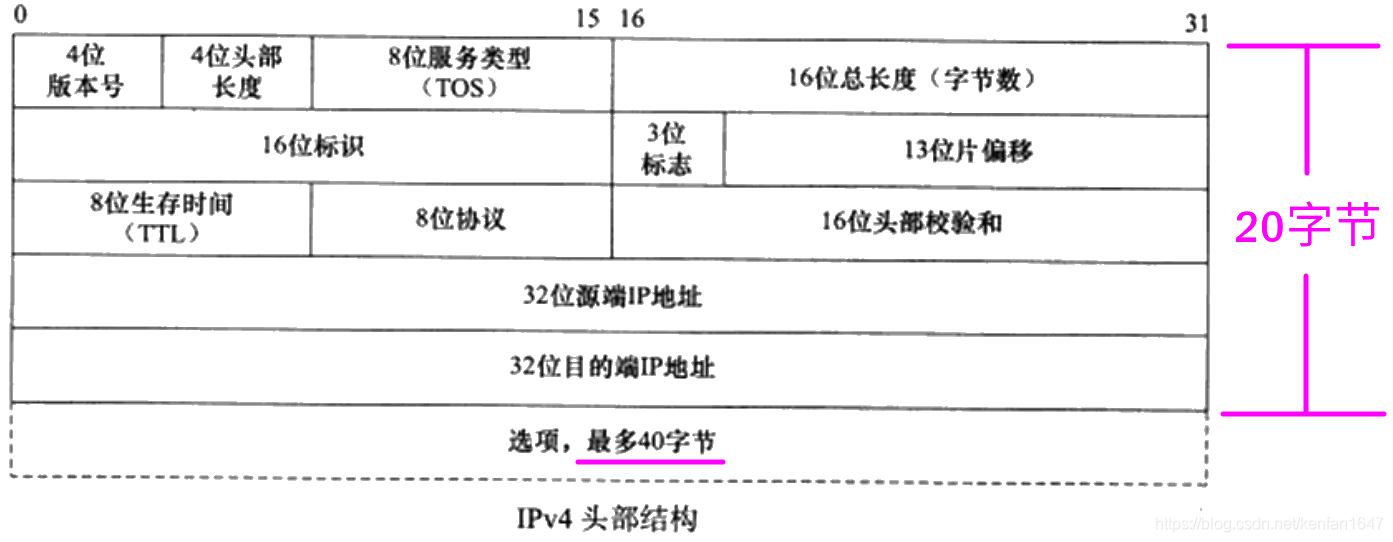 0 15 16 31
4位
版本号
4位头部
长度
8位服务类型
（TOS）
16位总长度（字节数）
16位标识
3位
标志
13位片偏移
8位生存时间
（TTL）
8位协议
16位头部校验和
32位源端IP地址
32位目的端IP地址
选项，最多40字节
20字节
IPv4 头部结构
https://blog.csdn.net/kenfan1647